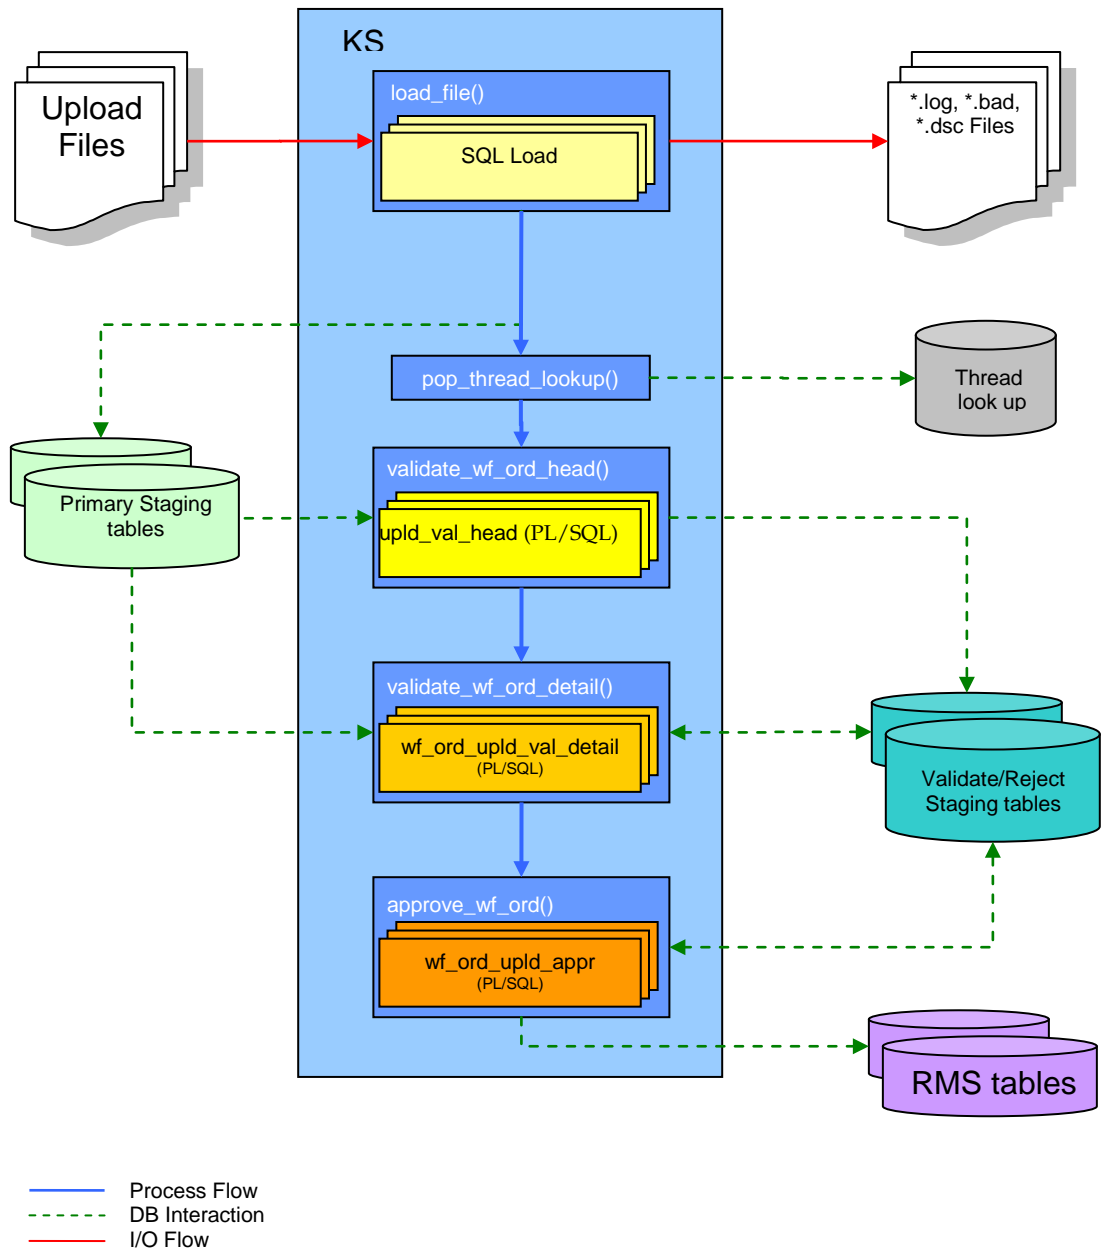 KS
Upload
Files
load_file()
SQL Load
*.log, *.bad,
*.dsc Files
pop_thread_lookup()
Thread
look up
validate_wf_ord_head()
upld_val_head (PL/SQL)
Primary Staging
tables
validate_wf_ord_detail()
wf_ord_upld_val_detail
(PL/SQL)
Validate/Reject
Staging tables
approve_wf_ord()
wf_ord_upld_appr
(PL/SQL)
RMS tables
Process Flow
DB Interaction
I/O Flow